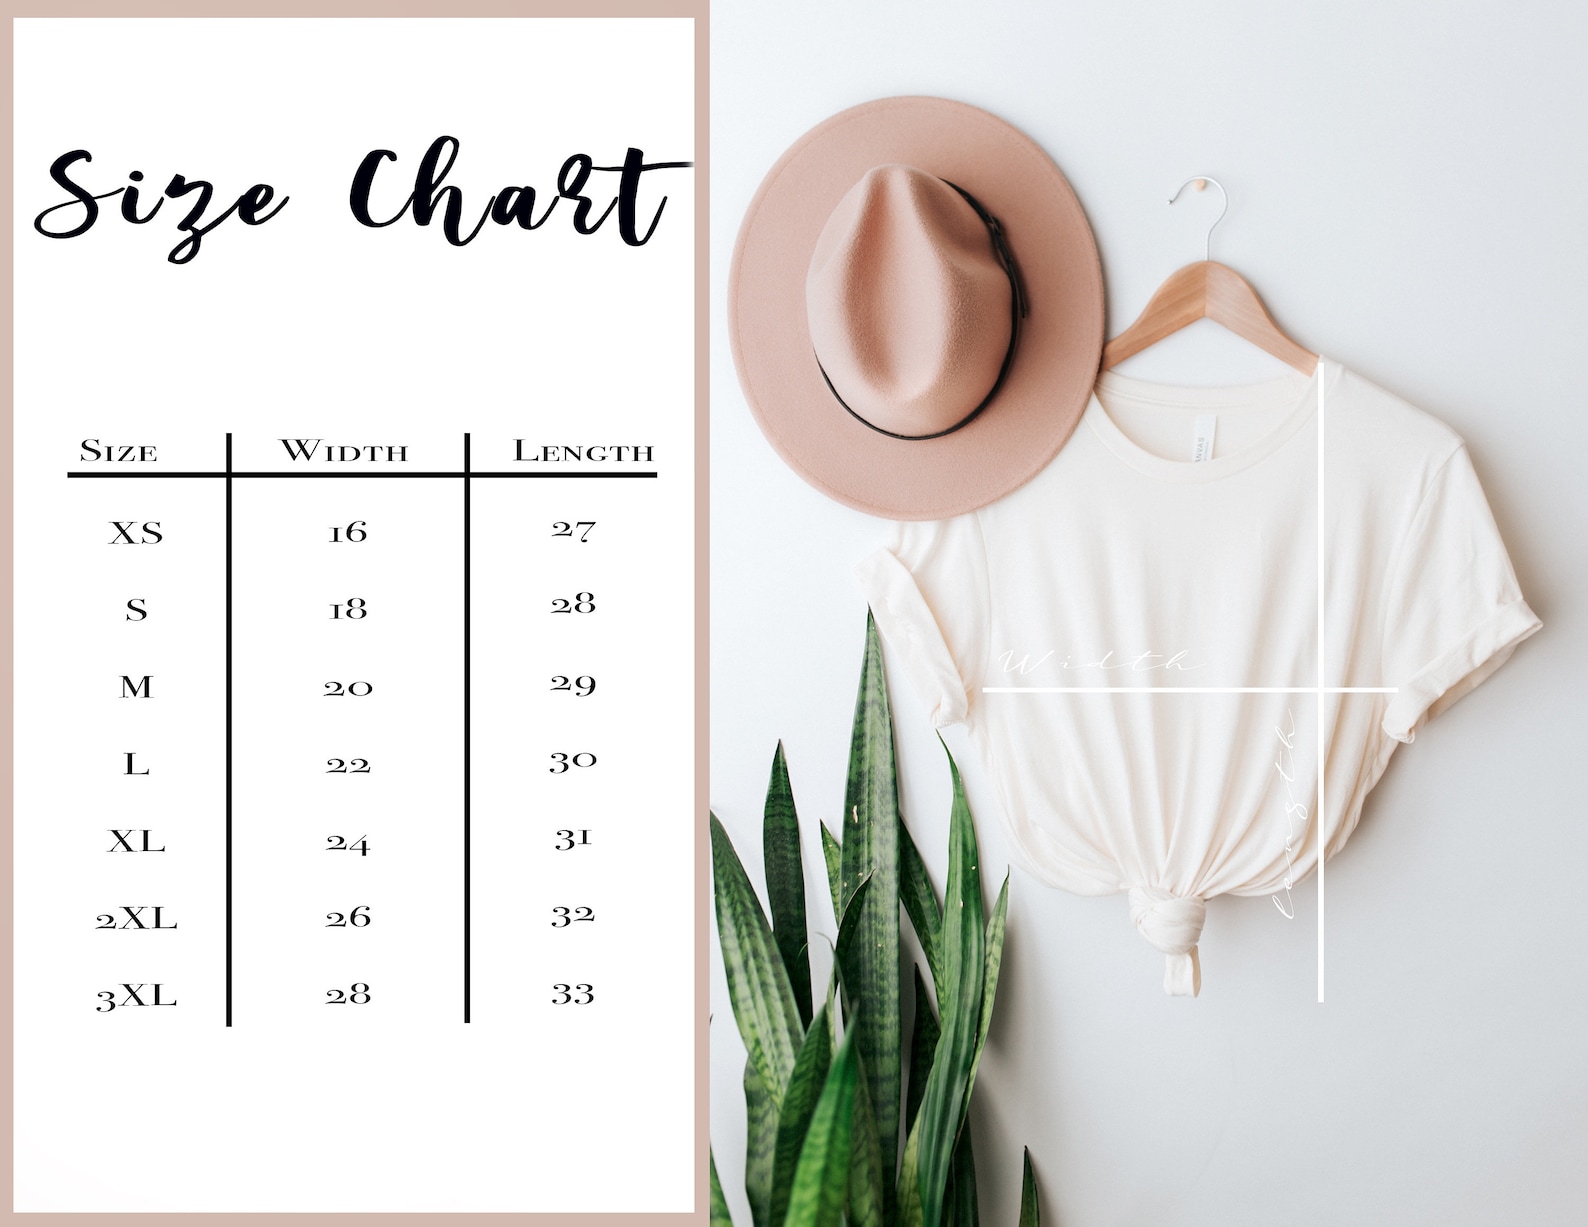 Size Chart
Size Width Length
XS 16 27
S 18 28
M 20 29
L 22 30
XL 24 31
2XL 26 32
3XL 28 33
Width
length